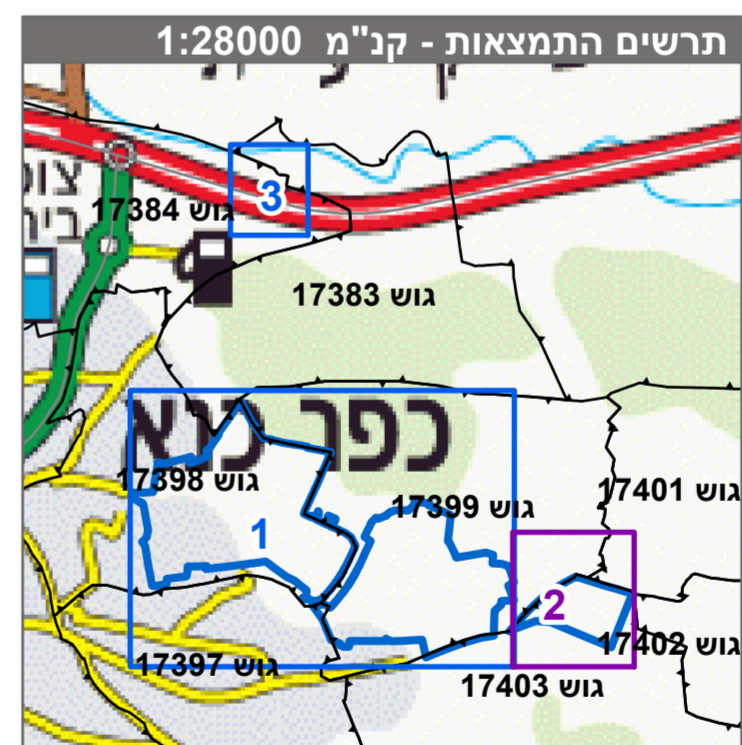 תרשים התמצאות - קנ"מ 1:28000
3
גוש 17384
גוש 17383
כפר כנא
גוש 17398
גוש 17401
גוש 17399
1
2
גוש 17402
גוש 17397
גוש 17403